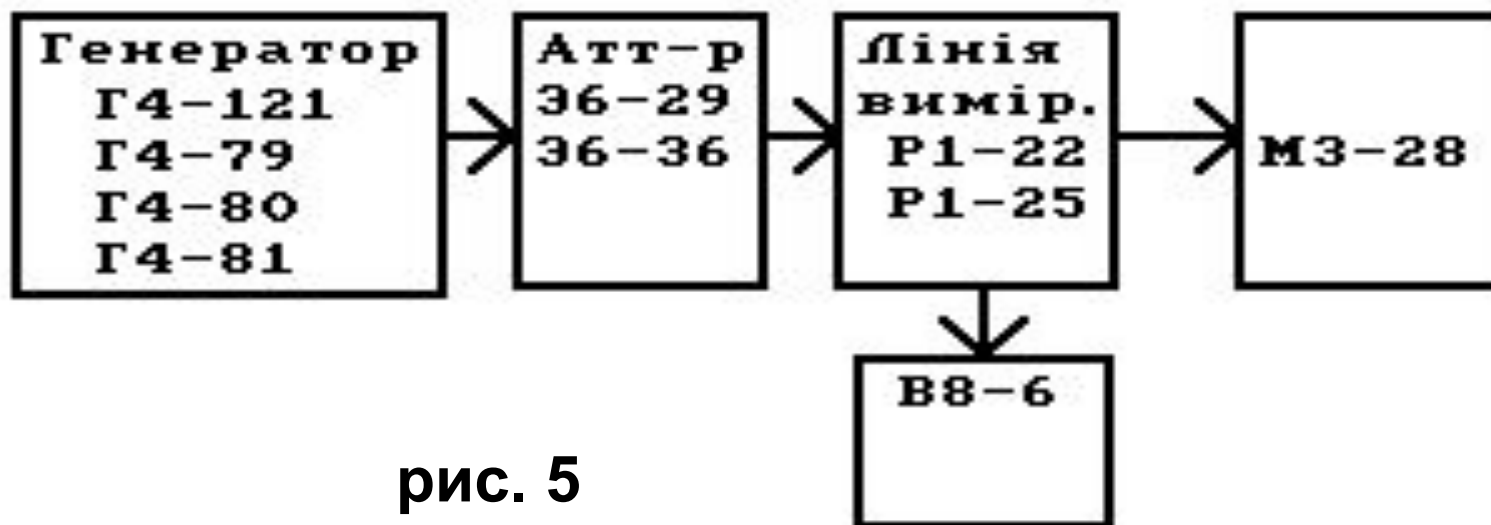 Генератор
Г4-121
Г4-79
Г4-80
Г4-81
Атт-р
Э6-29
Э6-36
Лінія
вимір.
Р1-22
Р1-25
М3-28
В8-6
рис. 5